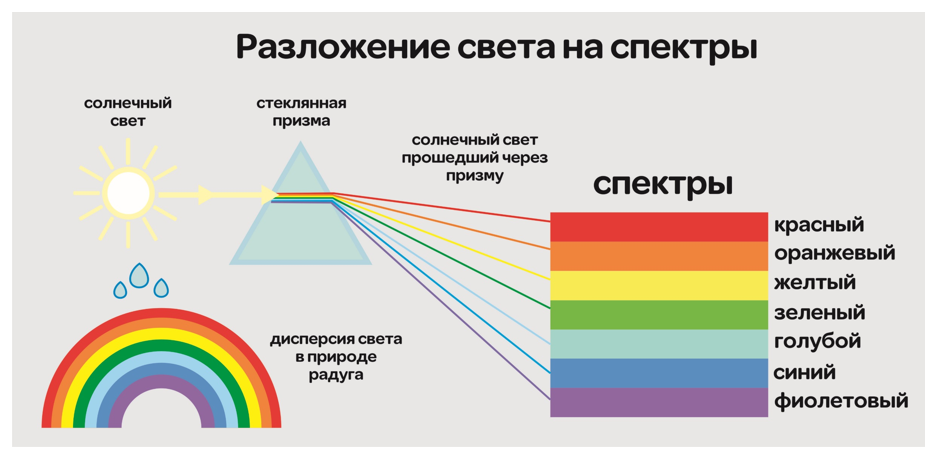 Разложение света на спектры
солнечный
свет
стеклянная
призма
солнечный свет
прошедший через
призму
спектры
красный
оранжевый
желтый
зеленый
голубой
синий
фиолетовый
дисперсия света
в природе
радуга